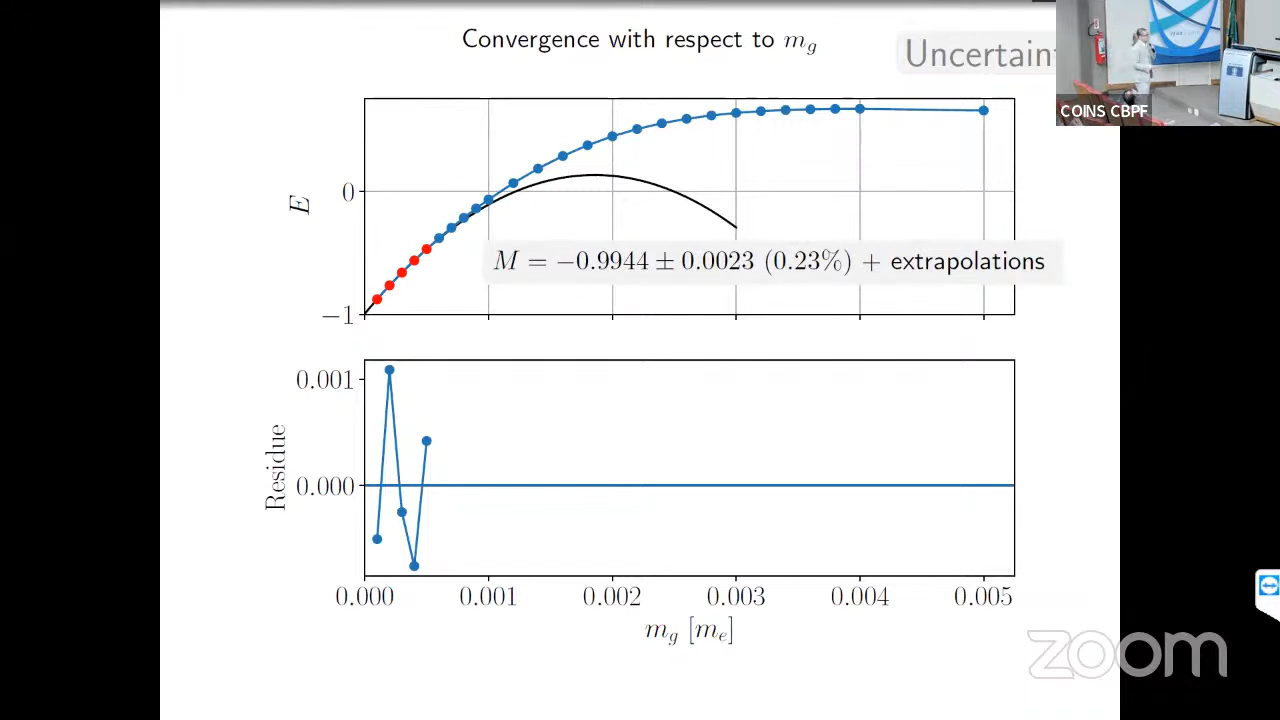 Convergence with respect to m_g
Uncertain
COINS CBPF
E
0
−1
M = −0.9944 ± 0.0023 (0.23%) + extrapolations
Residue
0.001
0.000
0.000 0.001 0.002 0.003 0.004 0.005
m_g [m_e]
zoom